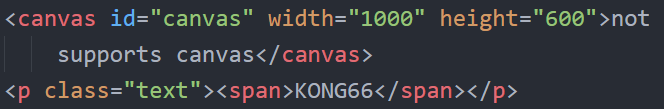 <canvas id="canvas" width="1000" height="600">not
supports canvas</canvas>
<p class="text"><span>KONG66</span></p>